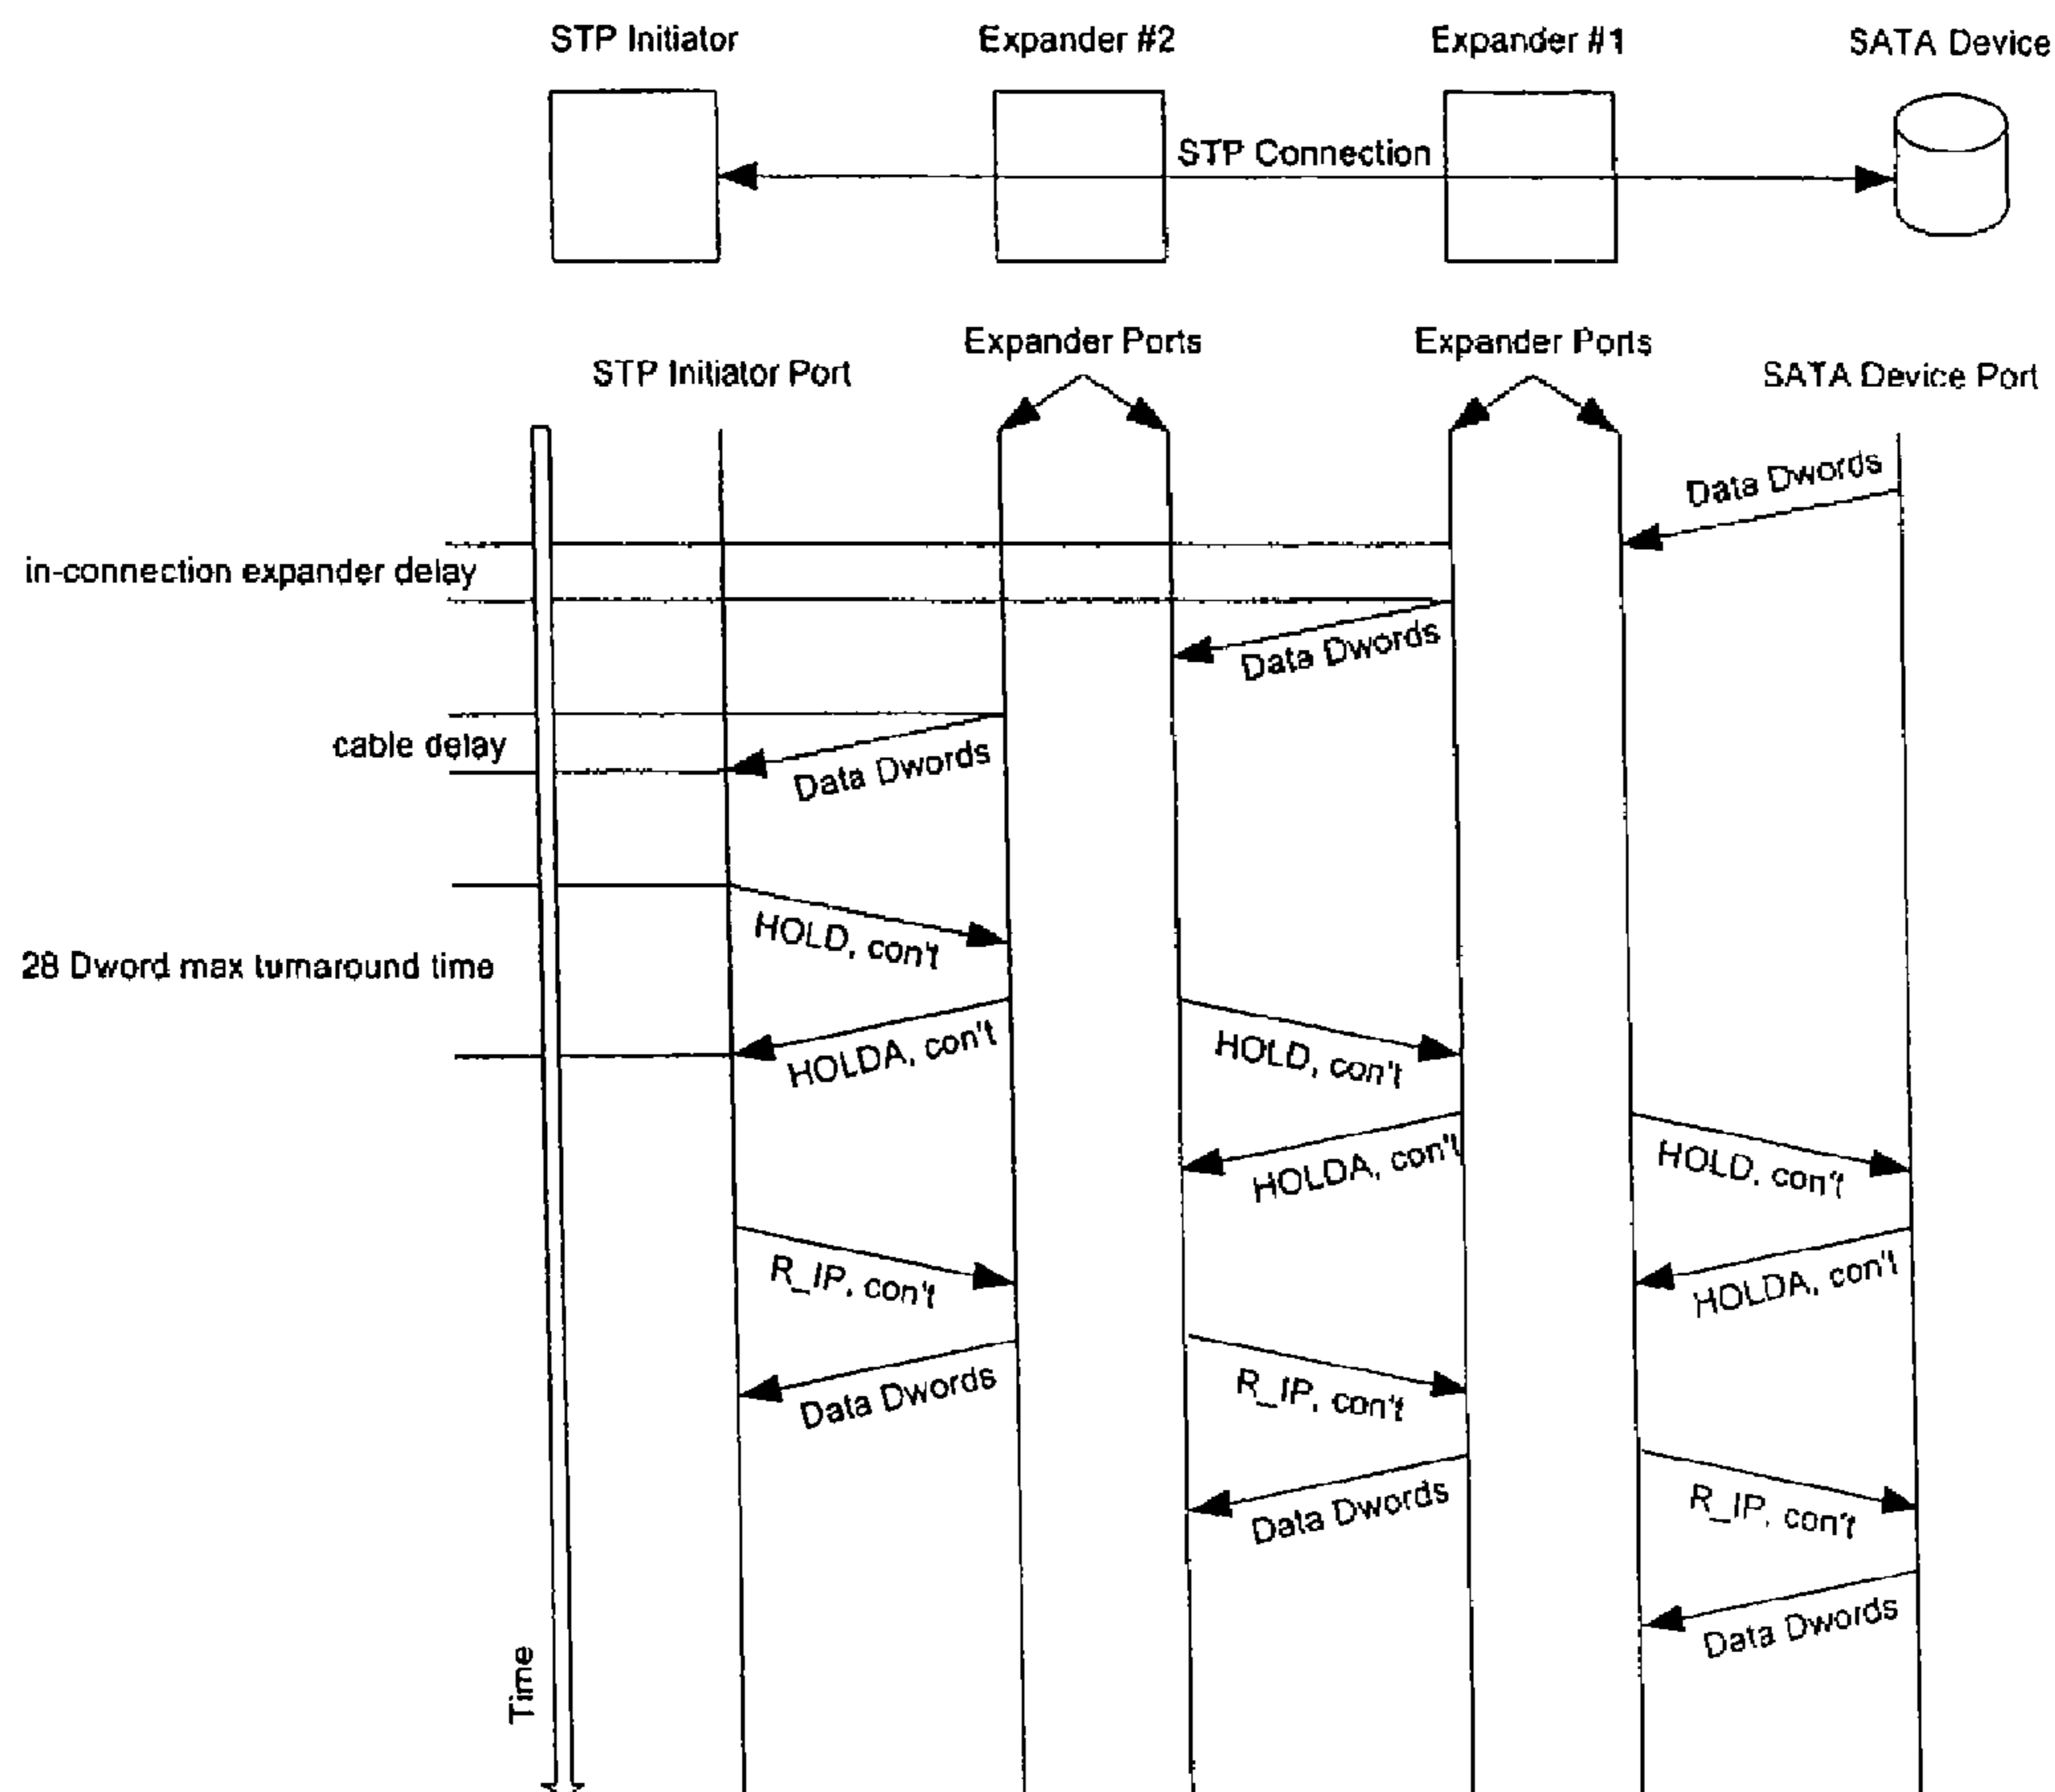 STP Initiator
Expander #2
Expander #1
SATA Device
STP Connection
Expander Ports
Expander Ports
STP Initiator Port
SATA Device Port
Data Dwords
in-connection expander delay
Data Dwords
cable delay
Data Dwords
HOLD, con't
28 Dword max turnaround time
HOLDA, con't
HOLD, con't
HOLDA, con't
HOLD, con't
R_IP, con't
HOLDA, con't
Data Dwords
R_IP, con't
Data Dwords
R_IP, con't
Data Dwords
Time